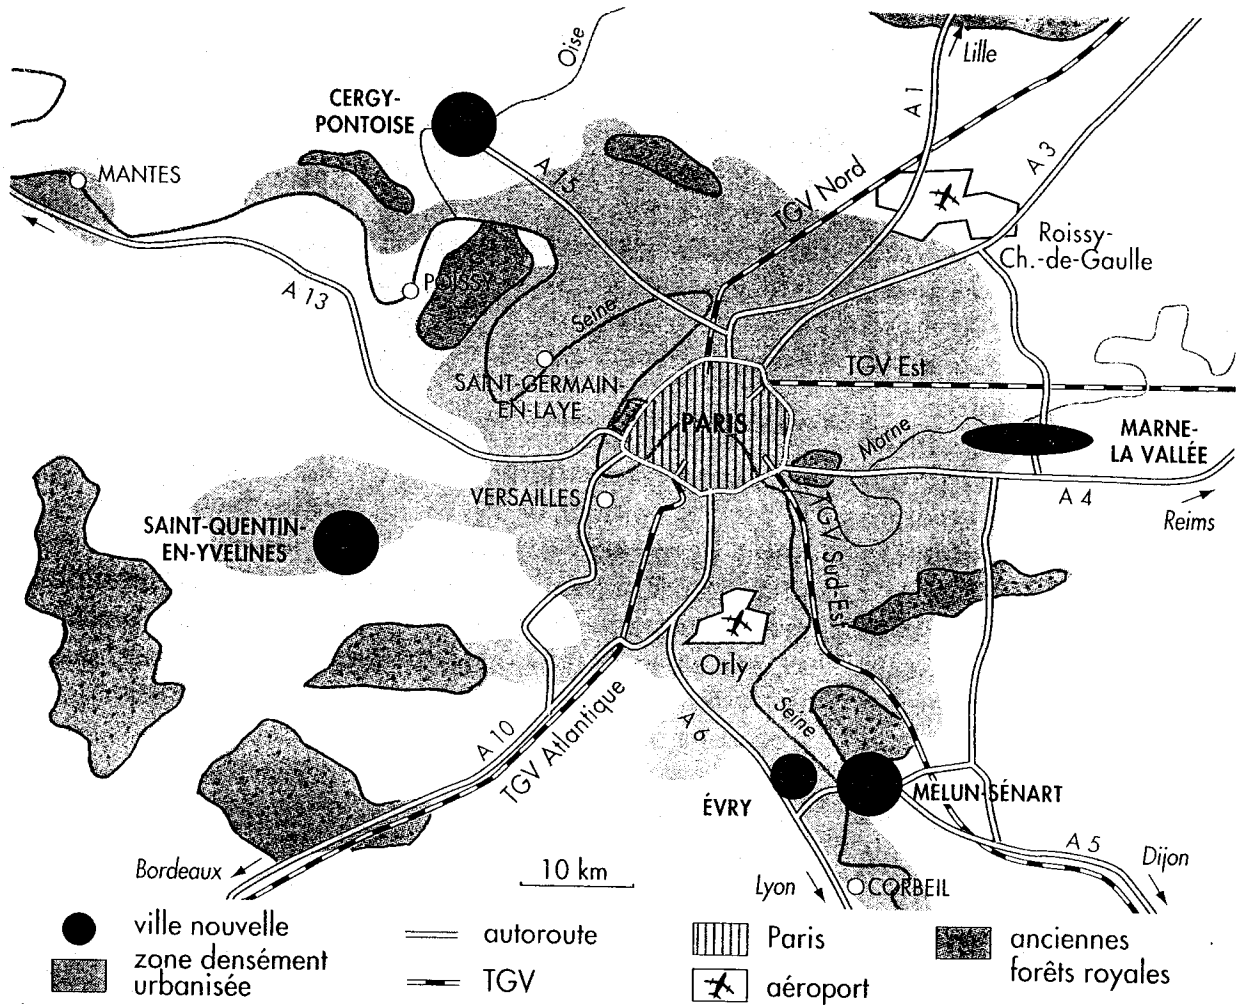 Oise
Lille
CERGY-
PONTOISE
A 1
A 3
A 15
MANTES
TGV Nord
Roissy-
Ch.-de-Gaulle
POISSY
A 13
Seine
TGV Est
SAINT-GERMAIN-
EN-LAYE
PARIS
Marne
MARNE-
LA VALLÉE
VERSAILLES
A 4
Reims
SAINT-QUENTIN-
EN-YVELINES
TGV Sud-Est
Orly
A 10
TGV Atlantique
A 6
Seine
ÉVRY
MELUN-SÉNART
A 5
Dijon
Bordeaux
10 km
Lyon
CORBEIL
ville nouvelle
zone densément
urbanisée
autoroute
TGV
Paris
aéroport
anciennes
forêts royales